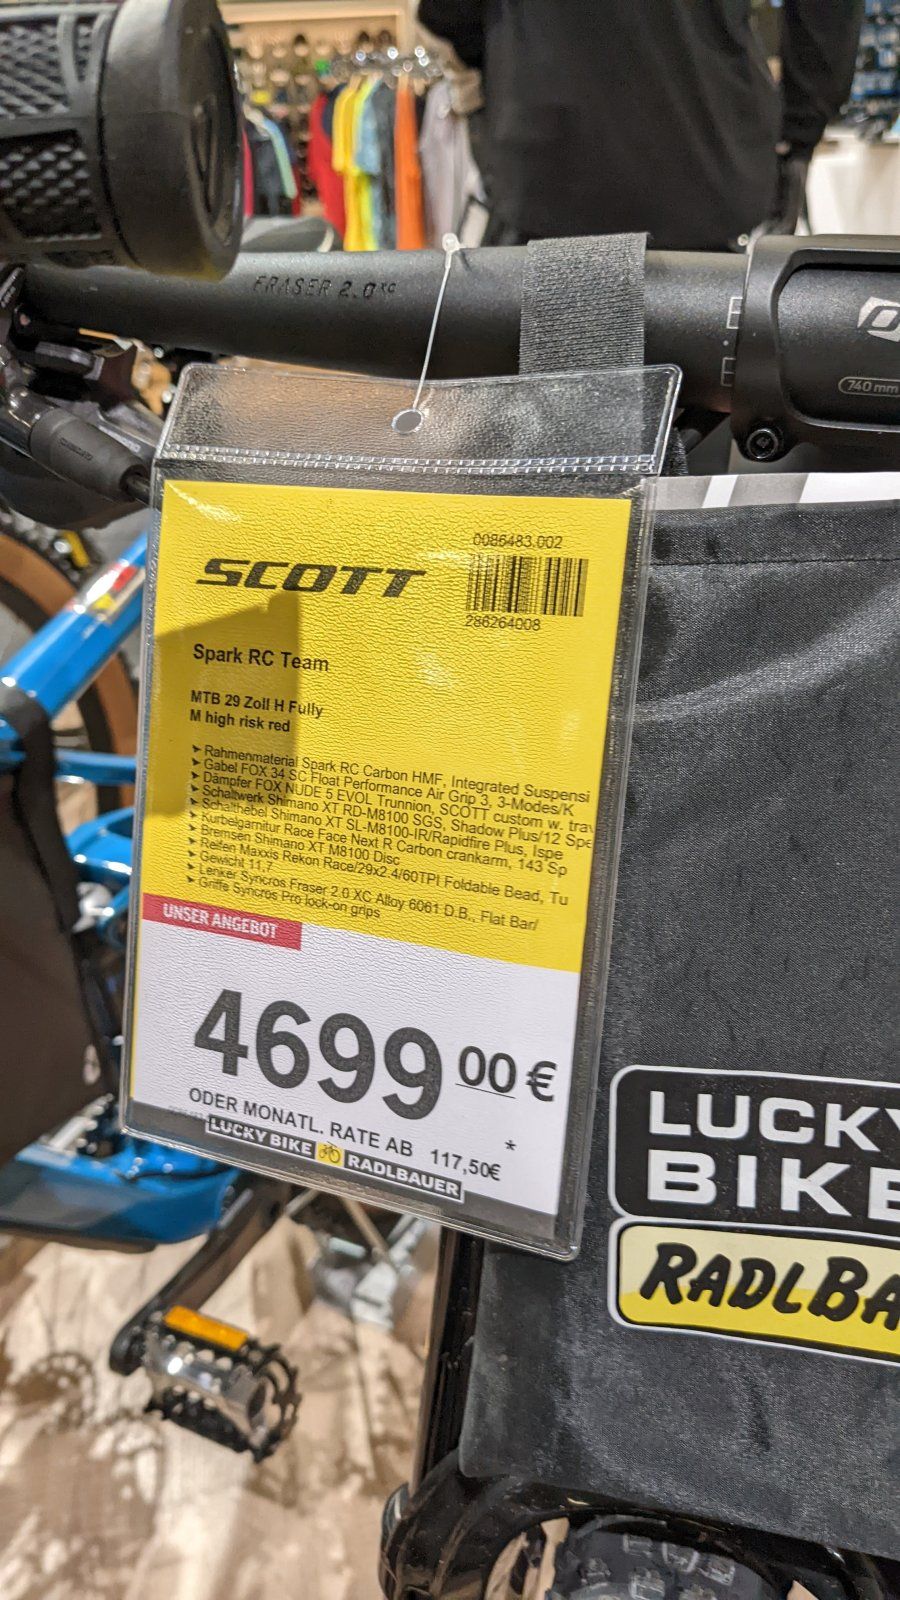 FRASER 2.0 XC
740 mm
SCOTT
0086483.002
286264008
Spark RC Team
MTB 29 Zoll H Fully
M high risk red
➤ Rahmenmaterial Spark RC Carbon HMF, Integrated Suspensi
➤ Gabel FOX 34 SC Float Performance Air Grip 3, 3-Modes/K
➤ Dämpfer FOX NUDE 5 EVOL Trunnion, SCOTT custom w. trav
➤ Schaltwerk Shimano XT RD-M8100 SGS, Shadow Plus/12 Spe
➤ Schalthebel Shimano XT SL-M8100-IR/Rapidfire Plus, Ispe
➤ Kurbelgarnitur Race Face Next R Carbon crankarm, 143 Sp
➤ Bremsen Shimano XT M8100 Disc
➤ Reifen Maxxis Rekon Race/29x2.4/60TPI Foldable Bead, Tu
➤ Gewicht 11,7
➤ Lenker Syncros Fraser 2.0 XC Alloy 6061 D.B., Flat Bar/
➤ Griffe Syncros Pro lock-on grips
UNSER ANGEBOT
4699 00 €
ODER MONATL. RATE AB 117,50€ *
LUCKY BIKE RADLBAUER
LUCKY
BIKE
RADLBA